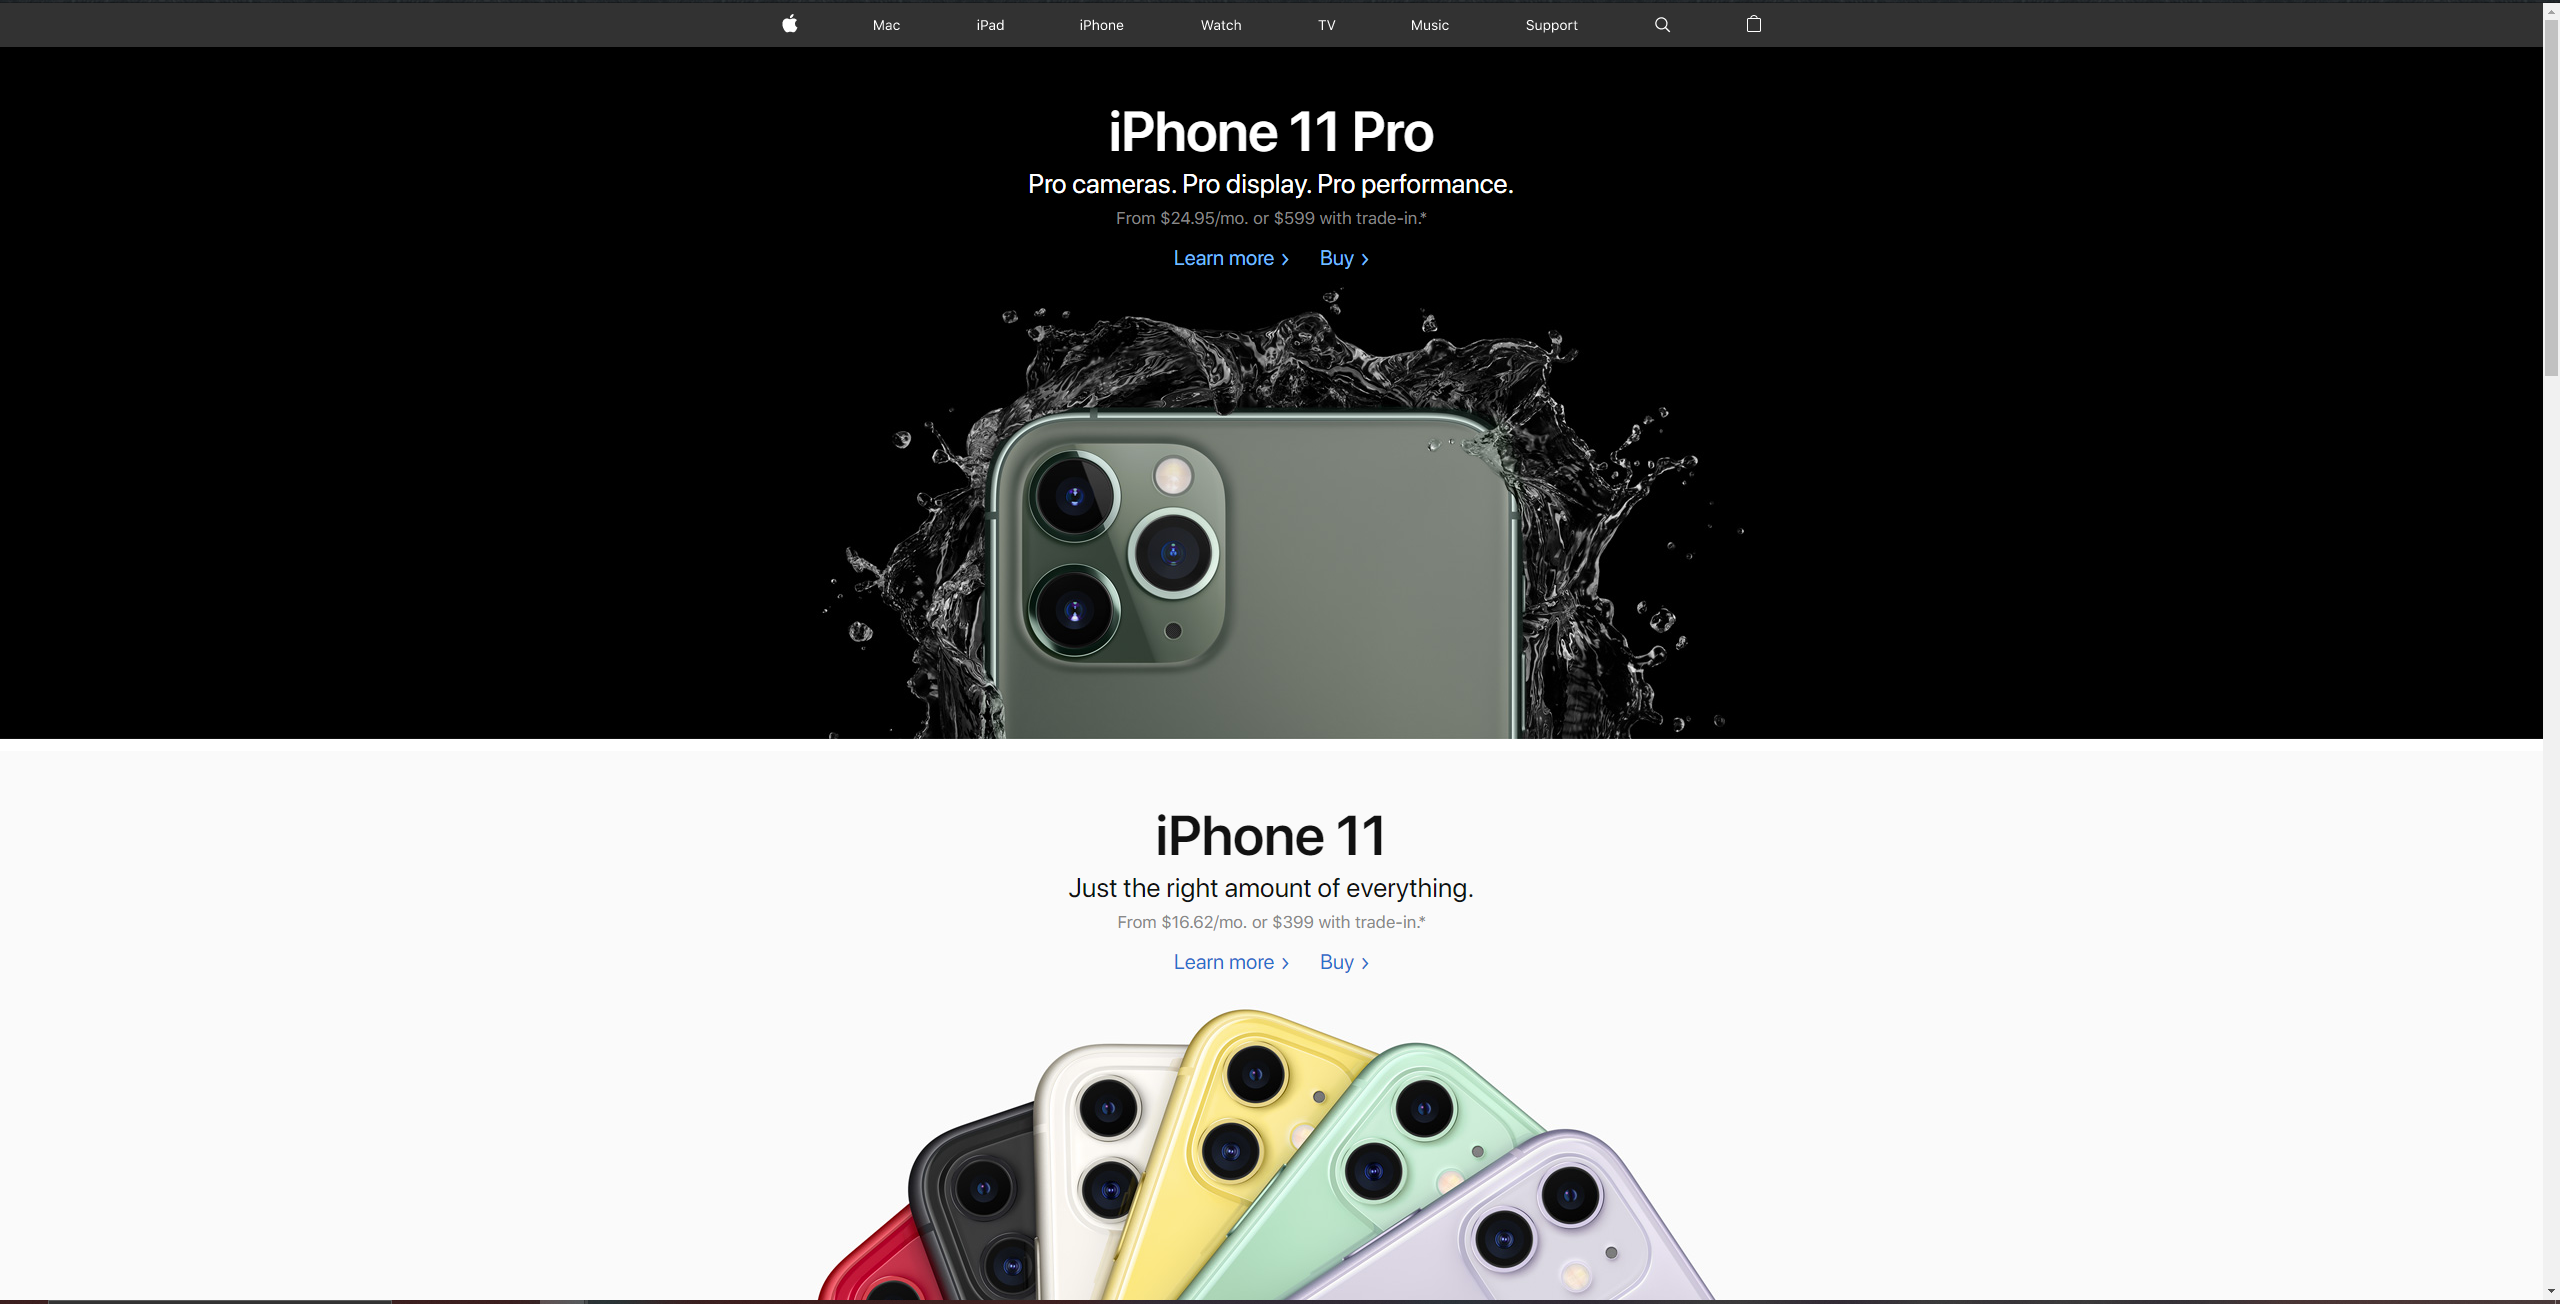 Mac iPad iPhone Watch TV Music Support
iPhone 11 Pro
Pro cameras. Pro display. Pro performance.
From $24.95/mo. or $599 with trade-in.*
Learn more > Buy >
iPhone 11
Just the right amount of everything.
From $16.62/mo. or $399 with trade-in.*
Learn more > Buy >